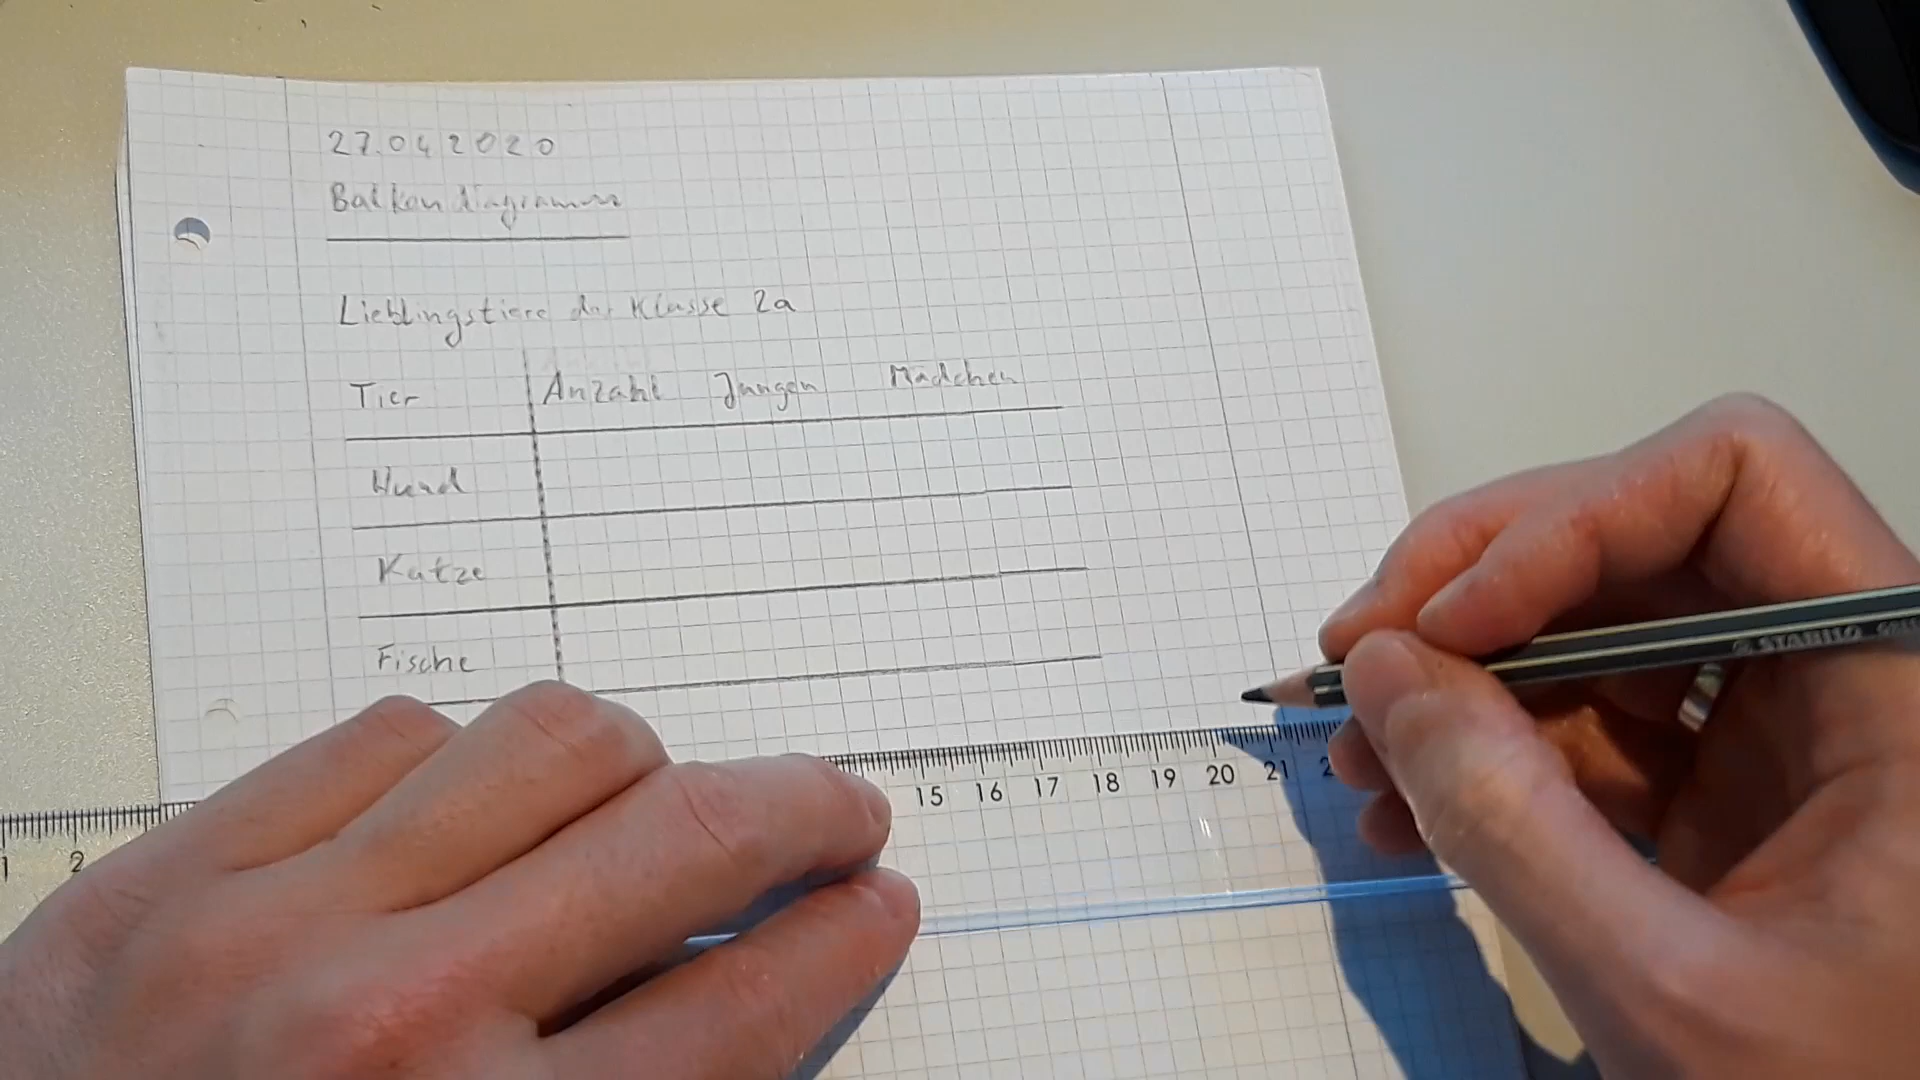 27.04.2020
Balkendiagramm
Lieblingstiere der Klasse 2a
Tier Anzahl Jungen Mädchen
Hund
Katze
Fische
1 2 15 16 17 18 19 20 21
STABILO